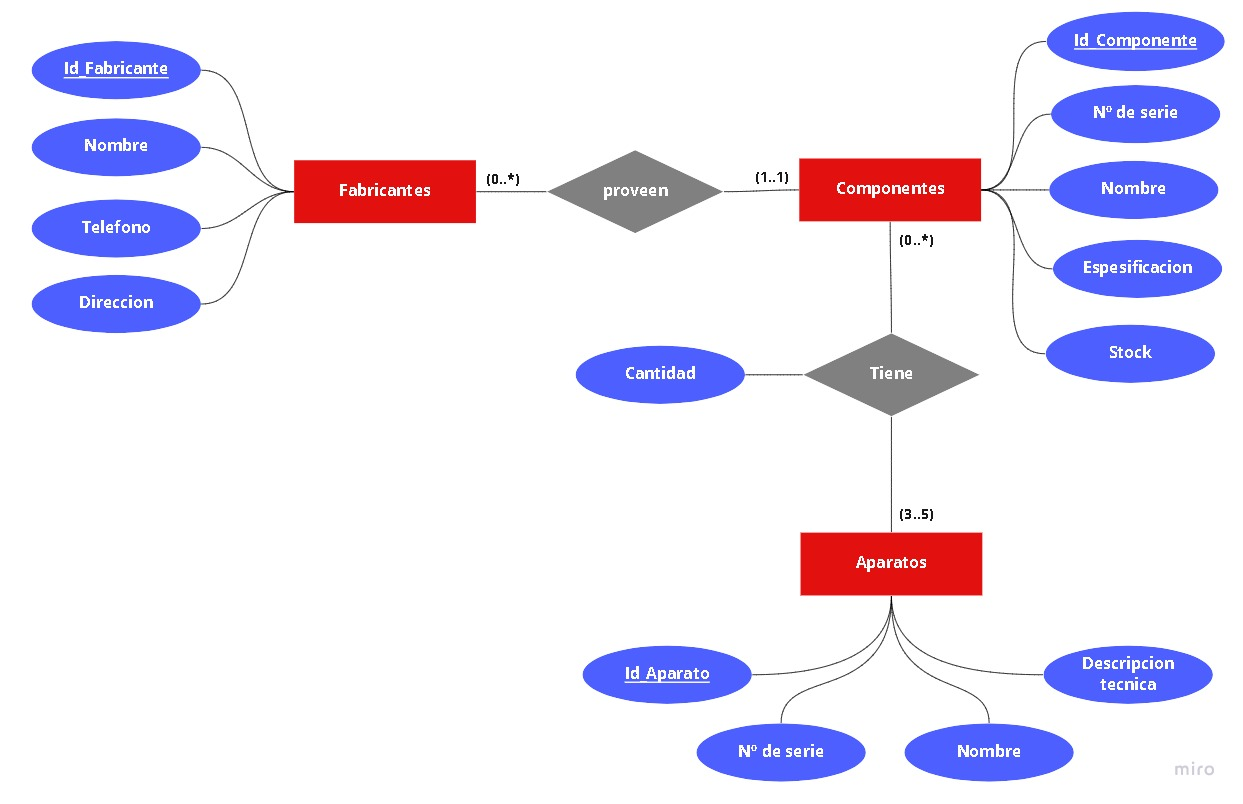 Id_Fabricante
Nombre
Telefono
Direccion
Fabricantes
(0..*)
proveen
(1..1)
Componentes
Id_Componente
Nº de serie
Nombre
Espesificacion
Stock
(0..*)
Cantidad
Tiene
(3..5)
Aparatos
Id_Aparato
Nº de serie
Nombre
Descripcion
tecnica
miro